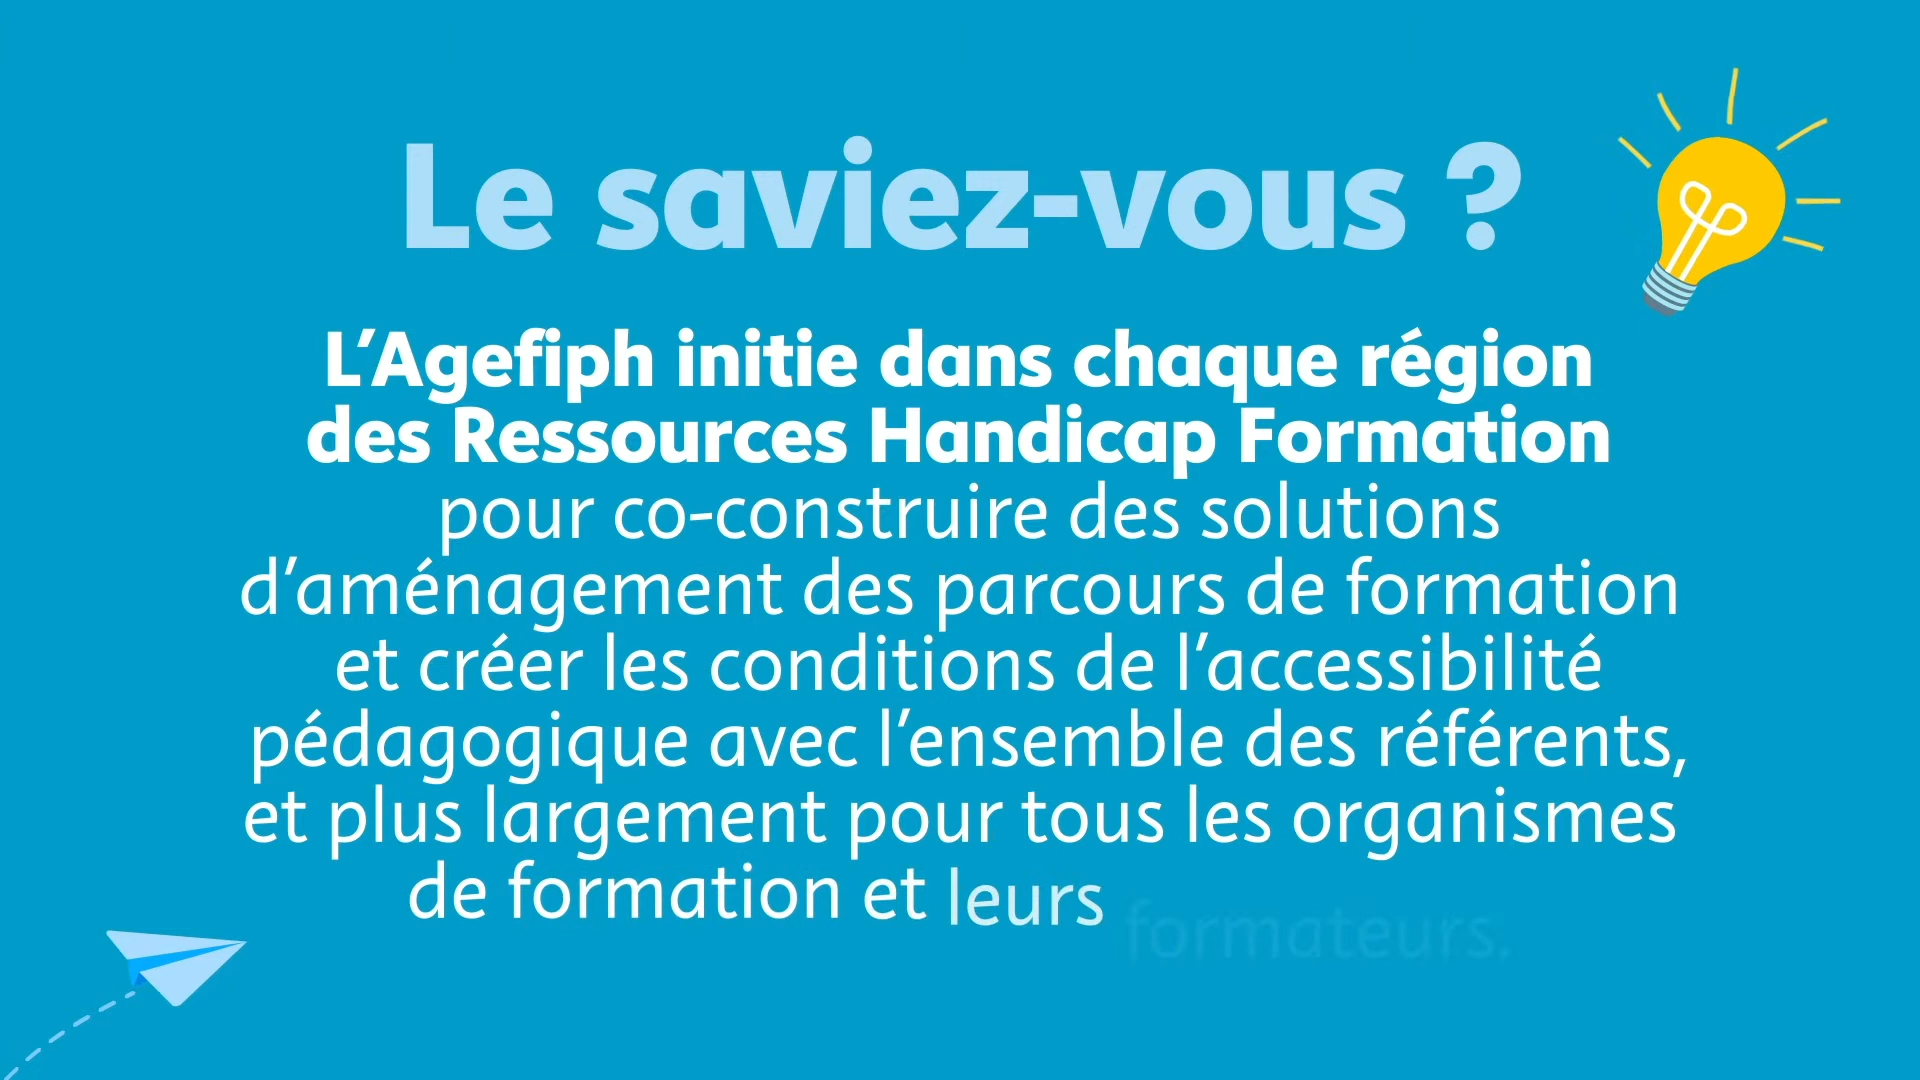 Le saviez-vous ?
L’Agefiph initie dans chaque région
des Ressources Handicap Formation
pour co-construire des solutions
d’aménagement des parcours de formation
et créer les conditions de l’accessibilité
pédagogique avec l’ensemble des référents,
et plus largement pour tous les organismes
de formation et leurs formateurs.